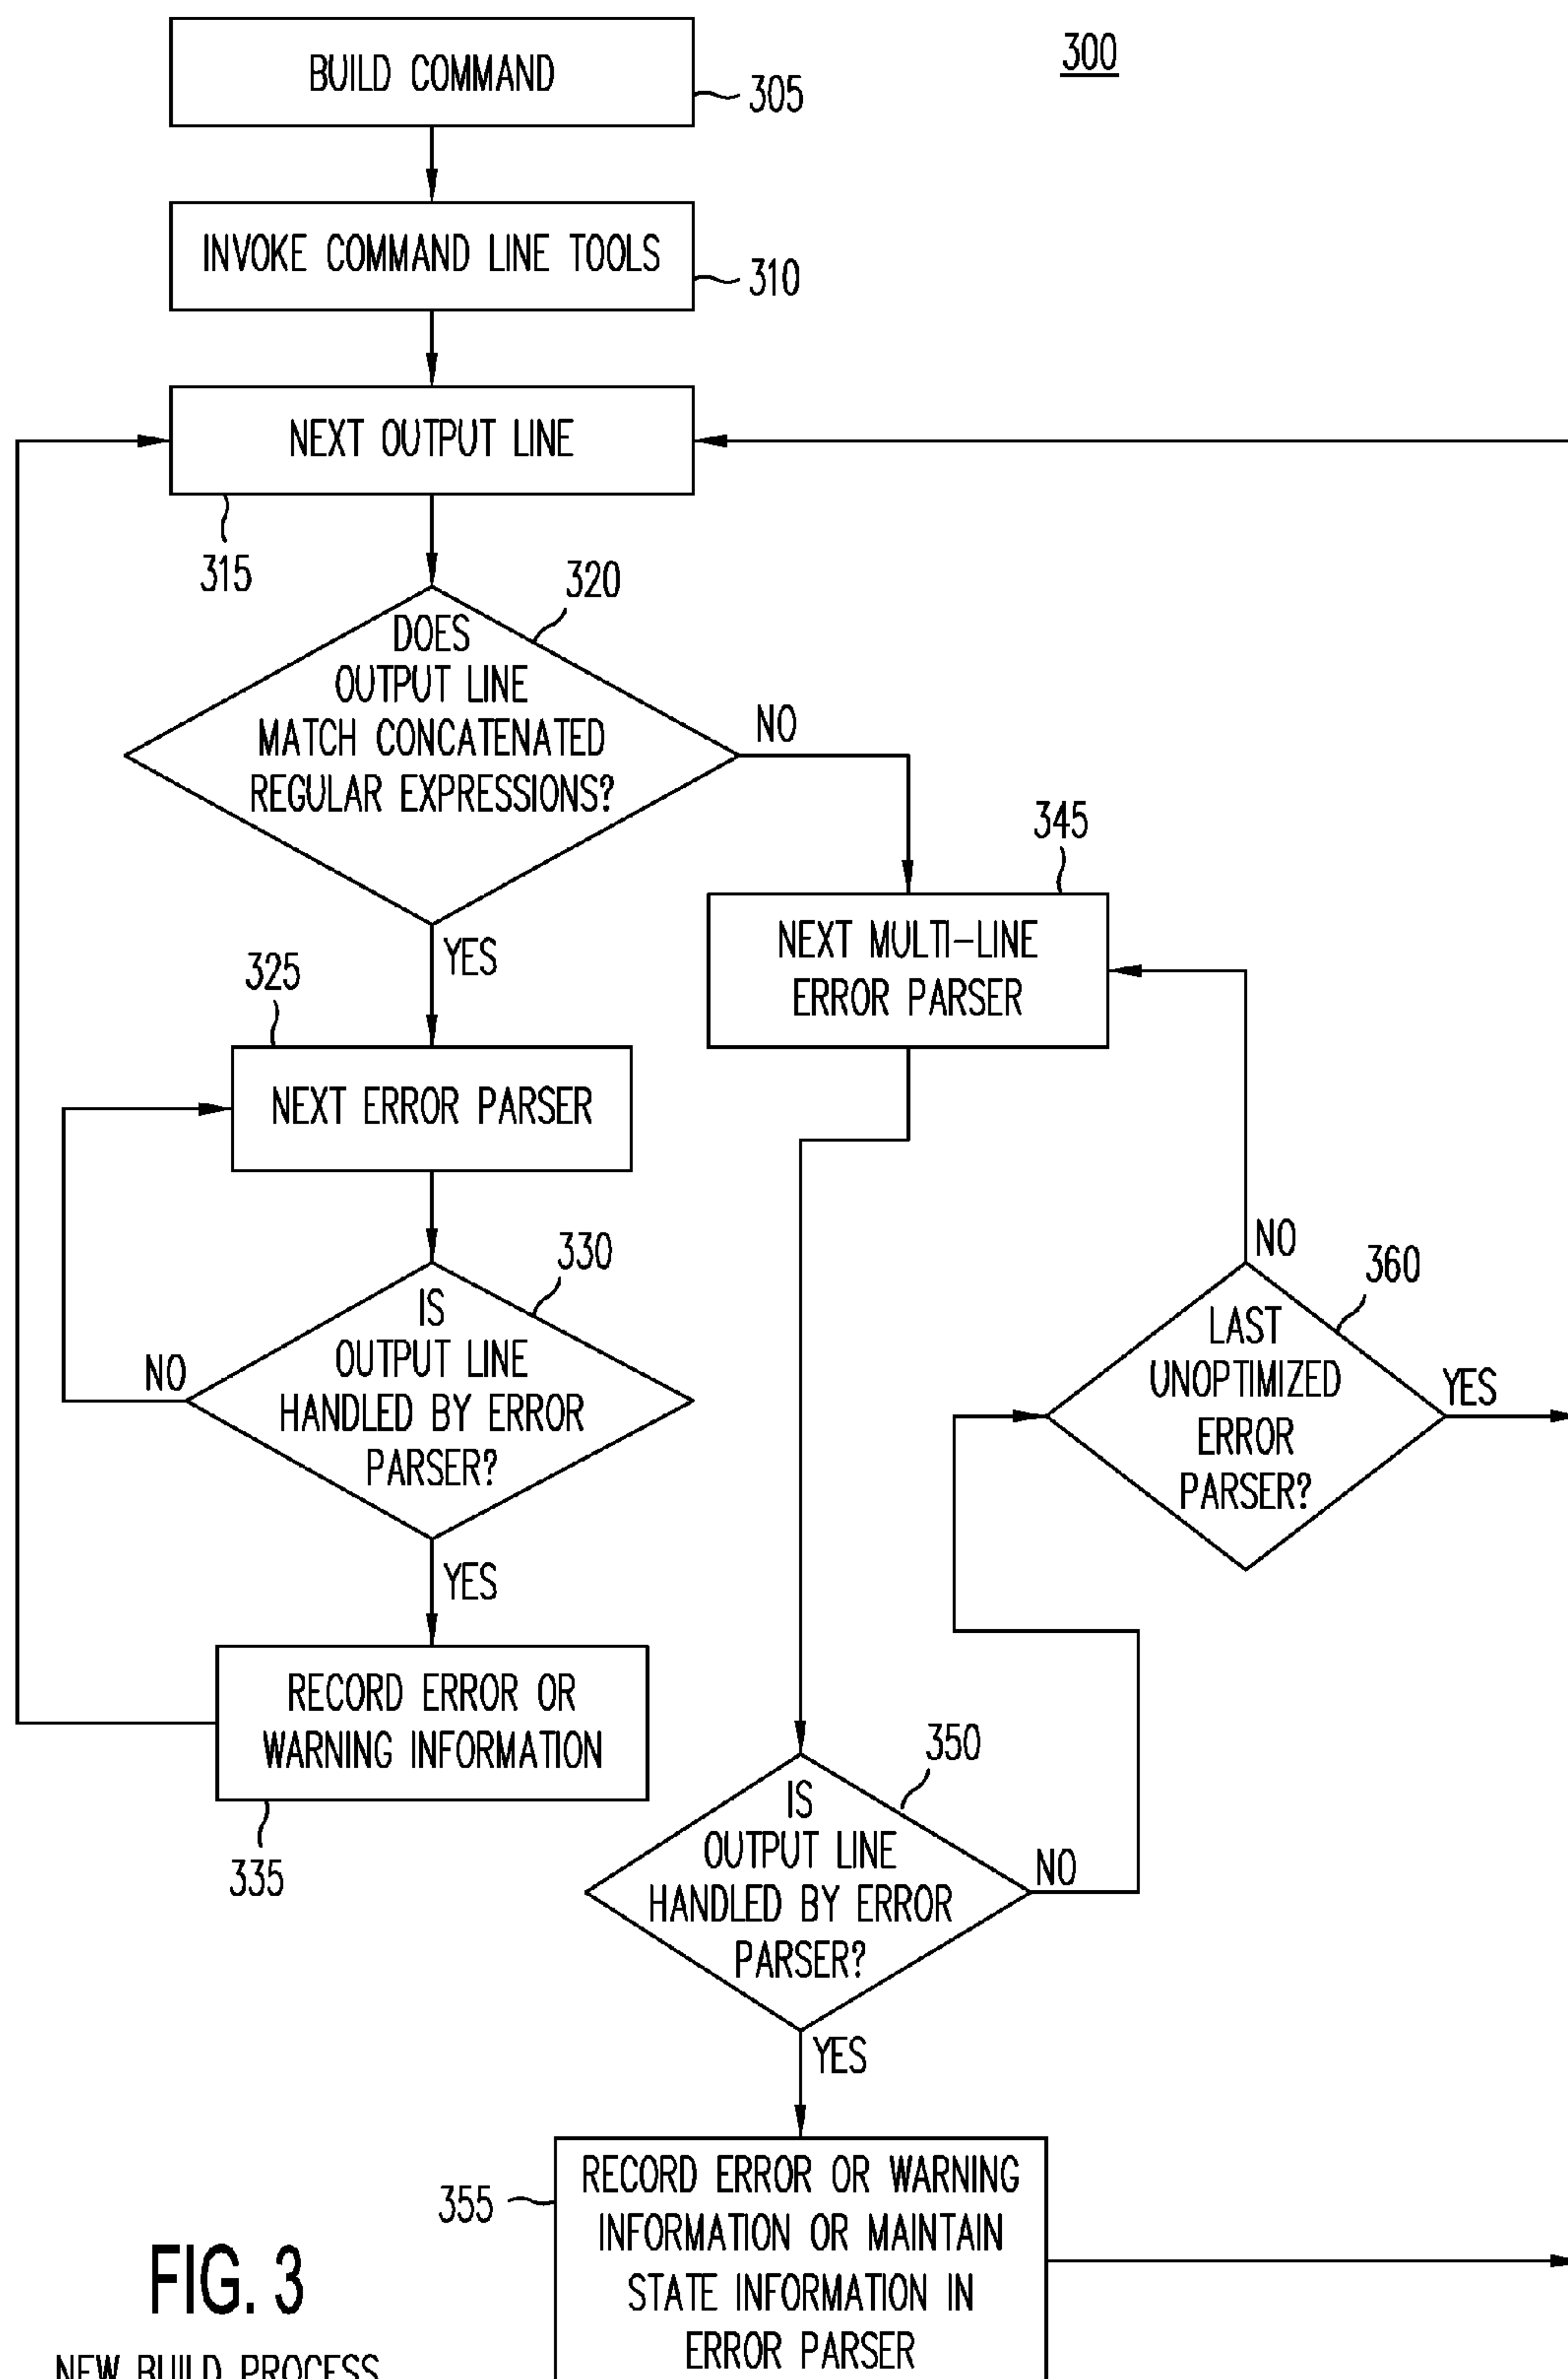 300
BUILD COMMAND
305
INVOKE COMMAND LINE TOOLS
310
NEXT OUTPUT LINE
315
320
DOES
OUTPUT LINE
MATCH CONCATENATED
REGULAR EXPRESSIONS?
NO
YES
345
NEXT MULTI-LINE
ERROR PARSER
325
NEXT ERROR PARSER
330
IS
OUTPUT LINE
HANDLED BY ERROR
PARSER?
NO
YES
NO
360
LAST
UNOPTIMIZED
ERROR
PARSER?
YES
RECORD ERROR OR
WARNING INFORMATION
335
350
IS
OUTPUT LINE
HANDLED BY ERROR
PARSER?
NO
YES
355
RECORD ERROR OR WARNING
INFORMATION OR MAINTAIN
STATE INFORMATION IN
ERROR PARSER
FIG. 3
NEW BUILD PROCESS